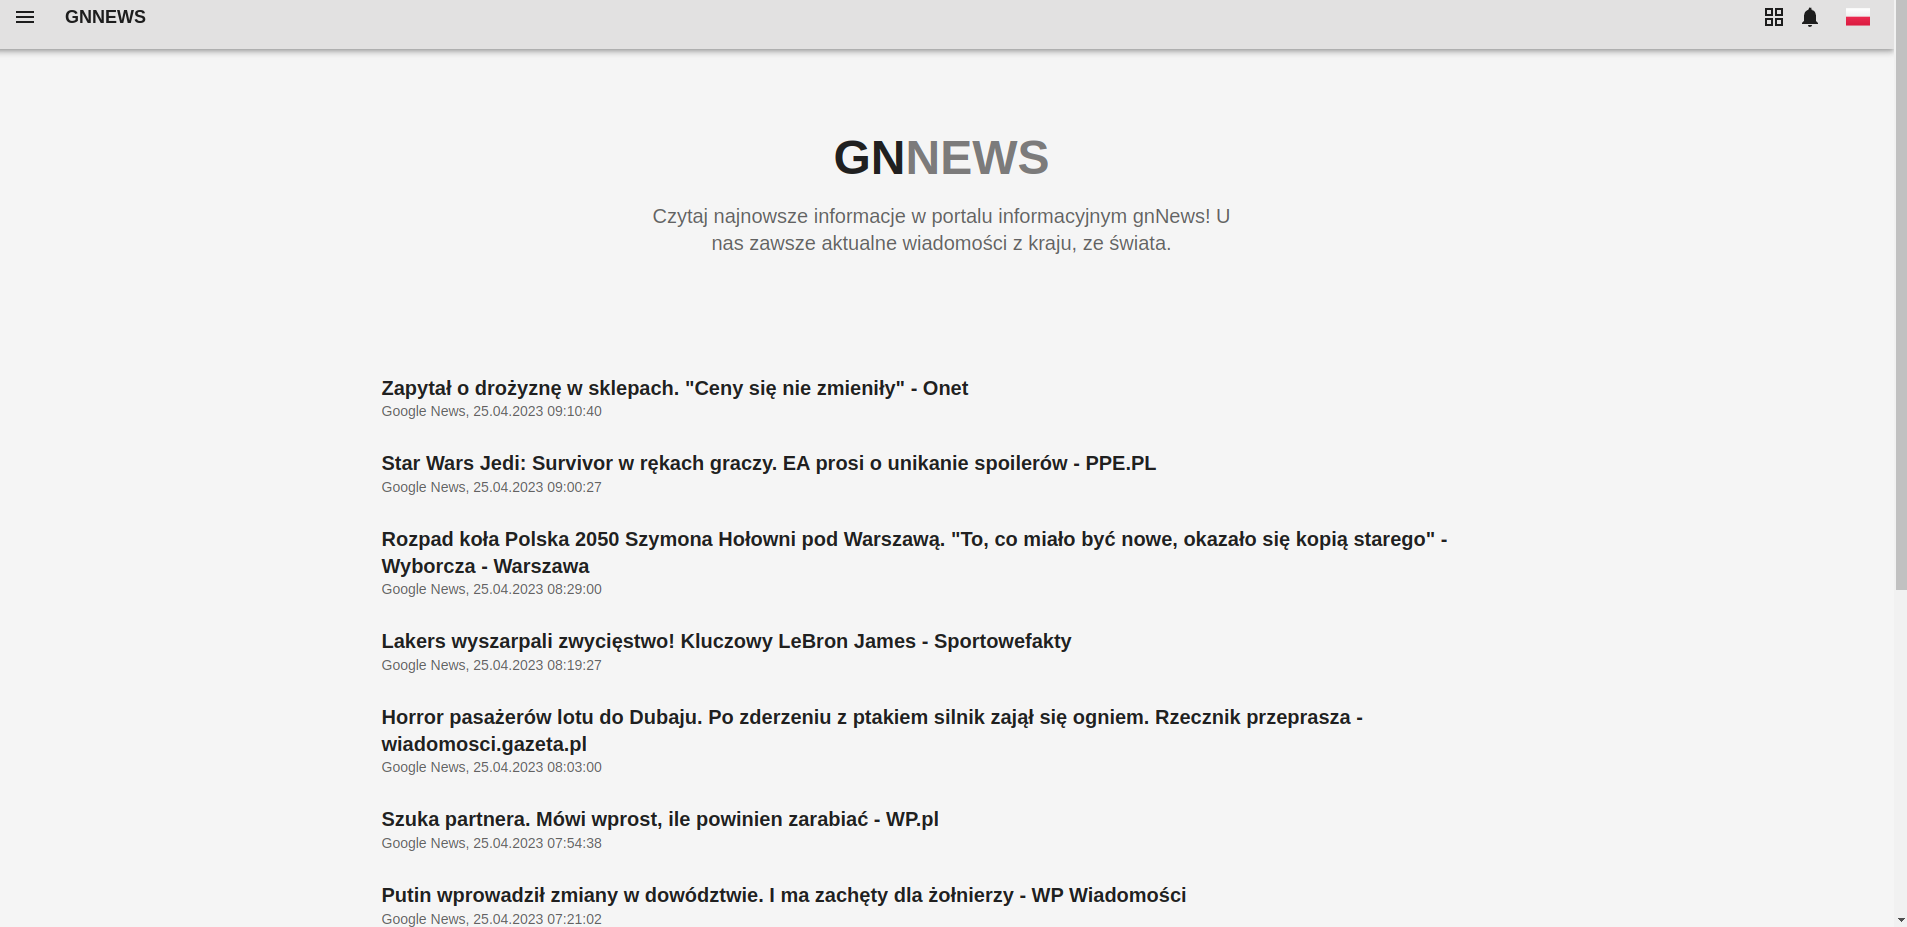 GNNEWS
GNNEWS
Czytaj najnowsze informacje w portalu informacyjnym gnNews! U
nas zawsze aktualne wiadomości z kraju, ze świata.
Zapytał o drożyznę w sklepach. "Ceny się nie zmieniły" - Onet
Google News, 25.04.2023 09:10:40
Star Wars Jedi: Survivor w rękach graczy. EA prosi o unikanie spoilerów - PPE.PL
Google News, 25.04.2023 09:00:27
Rozpad koła Polska 2050 Szymona Hołowni pod Warszawą. "To, co miało być nowe, okazało się kopią starego" -
Wyborcza - Warszawa
Google News, 25.04.2023 08:29:00
Lakers wyszarpali zwycięstwo! Kluczowy LeBron James - Sportowefakty
Google News, 25.04.2023 08:19:27
Horror pasażerów lotu do Dubaju. Po zderzeniu z ptakiem silnik zajął się ogniem. Rzecznik przeprasza -
wiadomosci.gazeta.pl
Google News, 25.04.2023 08:03:00
Szuka partnera. Mówi wprost, ile powinien zarabiać - WP.pl
Google News, 25.04.2023 07:54:38
Putin wprowadził zmiany w dowództwie. I ma zachęty dla żołnierzy - WP Wiadomości
Google News, 25.04.2023 07:21:02